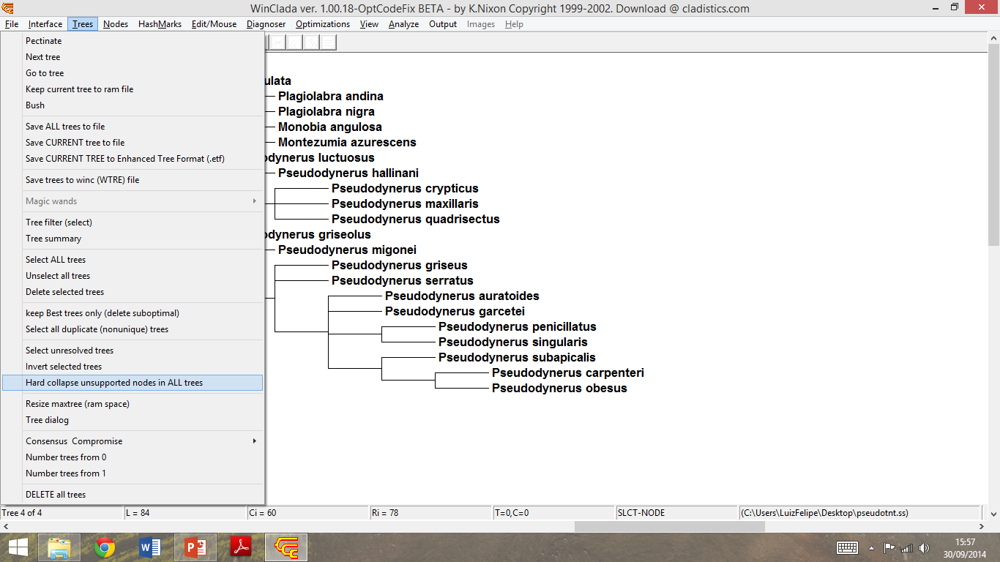 WinClada ver. 1.00.18-OptCodeFix BETA - by K.Nixon Copyright 1999-2002. Download @ cladistics.com
File Interface Trees Nodes HashMarks Edit/Mouse Diagnoser Optimizations View Analyze Output Images Help
Pectinate
Next tree
Go to tree
Keep current tree to ram file
Bush
Save ALL trees to file
Save CURRENT tree to file
Save CURRENT TREE to Enhanced Tree Format (.etf)
Save trees to winc (WTRE) file
Magic wands
Tree filter (select)
Tree summary
Select ALL trees
Unselect all trees
Delete selected trees
keep Best trees only (delete suboptimal)
Select all duplicate (nonunique) trees
Select unresolved trees
Invert selected trees
Hard collapse unsupported nodes in ALL trees
Resize maxtree (ram space)
Tree dialog
Consensus Compromise
Number trees from 0
Number trees from 1
DELETE all trees
ulata
Plagiolabra andina
Plagiolabra nigra
Monobia angulosa
Montezumia azurescens
odynerus luctuosus
Pseudodynerus hallinani
Pseudodynerus crypticus
Pseudodynerus maxillaris
Pseudodynerus quadrisectus
odynerus griseolus
Pseudodynerus migonei
Pseudodynerus griseus
Pseudodynerus serratus
Pseudodynerus auratoides
Pseudodynerus garcetei
Pseudodynerus penicillatus
Pseudodynerus singularis
Pseudodynerus subapicalis
Pseudodynerus carpenteri
Pseudodynerus obesus
Tree 4 of 4 L = 84 Ci = 60 Ri = 78 T=0,C=0 SLCT-NODE (C:\Users\LuizFelipe\Desktop\pseudotnt.ss)
15:57
30/09/2014